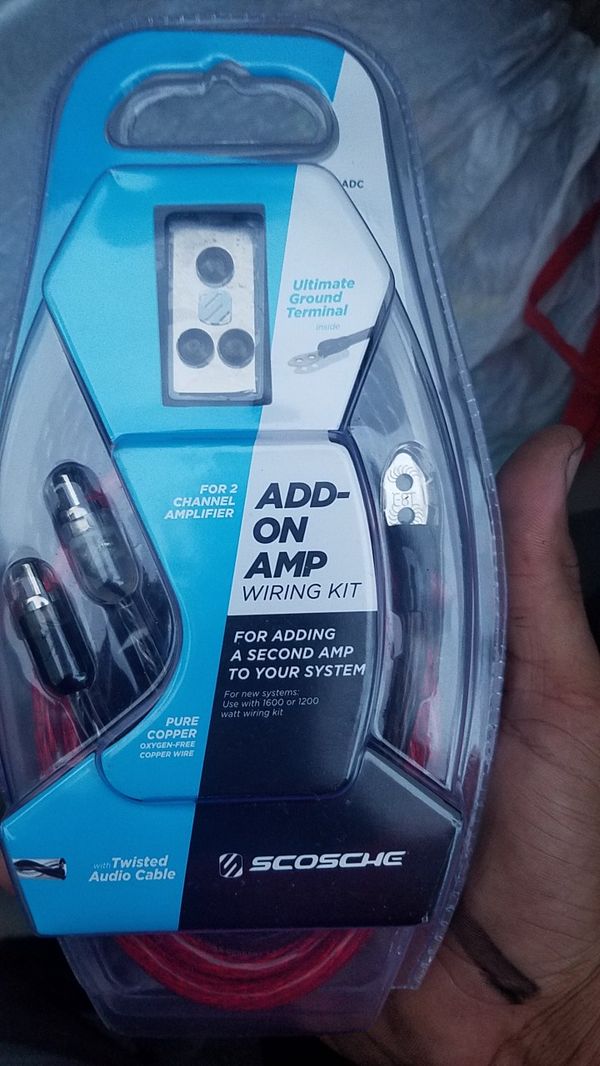 ADC
Ultimate
Ground
Terminal
inside
FOR 2
CHANNEL
AMPLIFIER
ADD-
ON
AMP
WIRING KIT
FOR ADDING
A SECOND AMP
TO YOUR SYSTEM
For new systems:
Use with 1600 or 1200
watt wiring kit
PURE
COPPER
OXYGEN-FREE
COPPER WIRE
with Twisted
Audio Cable
SCOSCHE